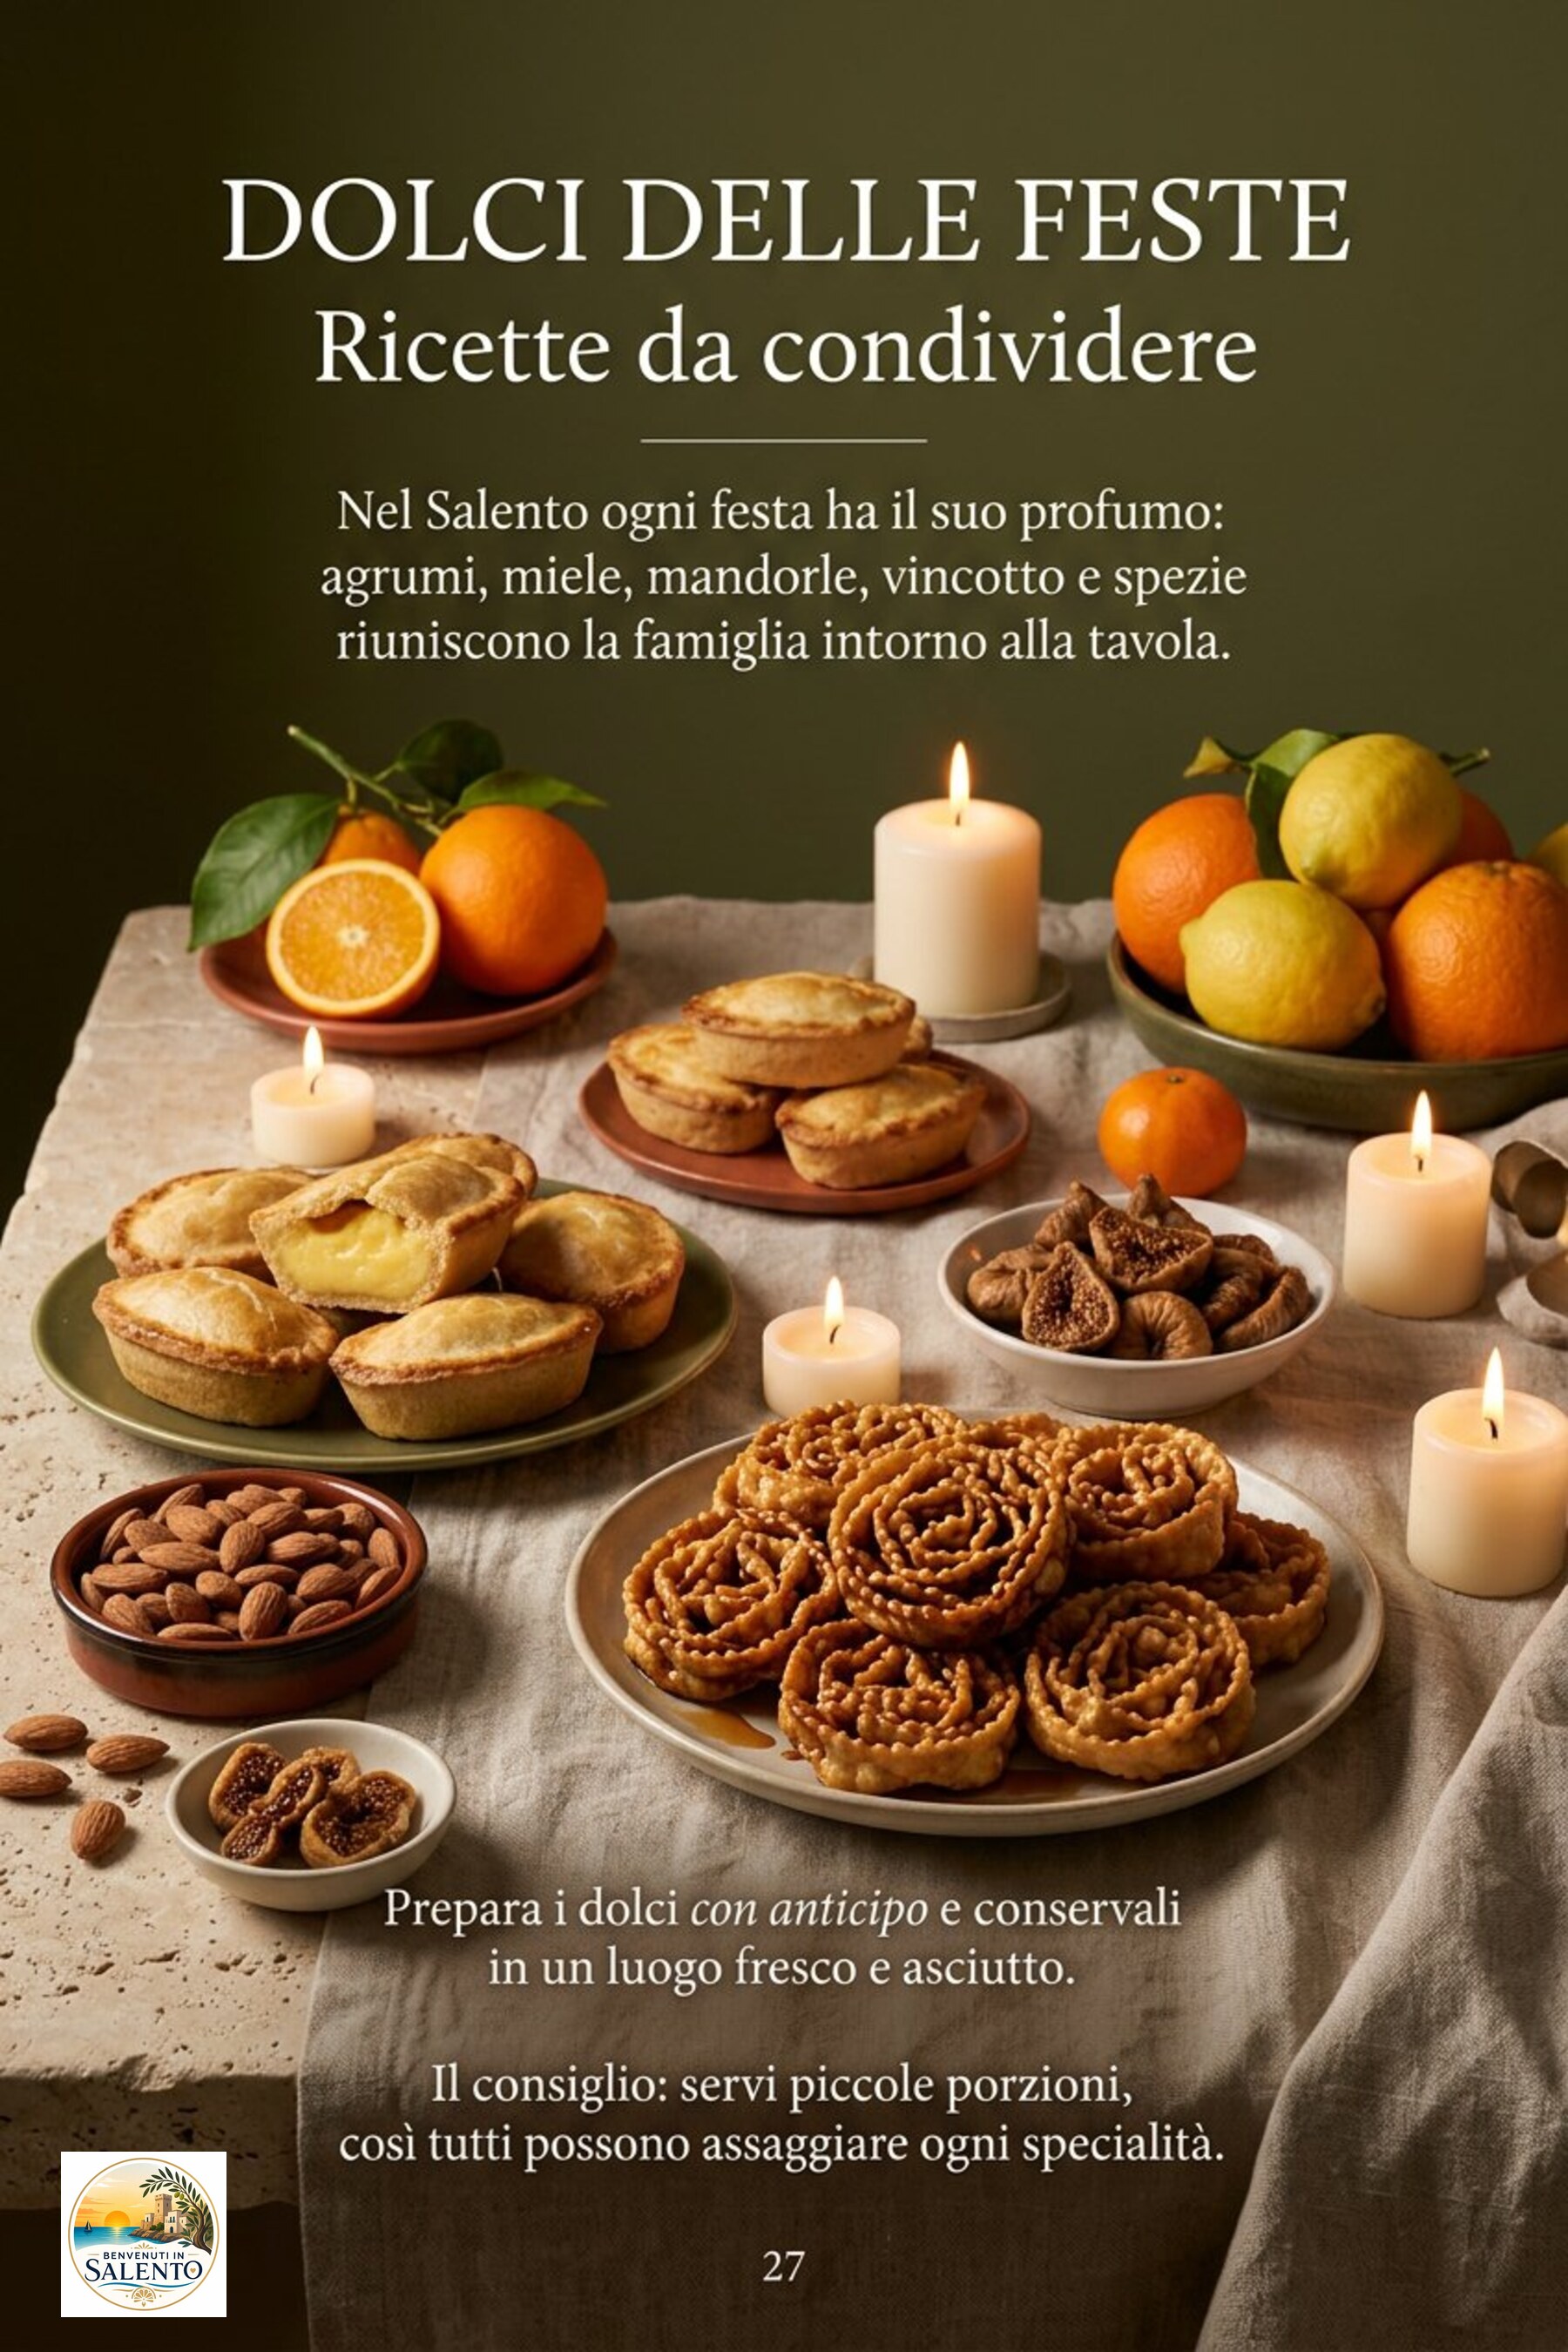 DOLCI DELLE FESTE
Ricette da condividere
Nel Salento ogni festa ha il suo profumo:
agrumi, miele, mandorle, vincotto e spezie
riuniscono la famiglia intorno alla tavola.
Prepara i dolci con anticipo e conservali
in un luogo fresco e asciutto.
Il consiglio: servi piccole porzioni,
così tutti possono assaggiare ogni specialità.
BENVENUTI IN
SALENTO
27